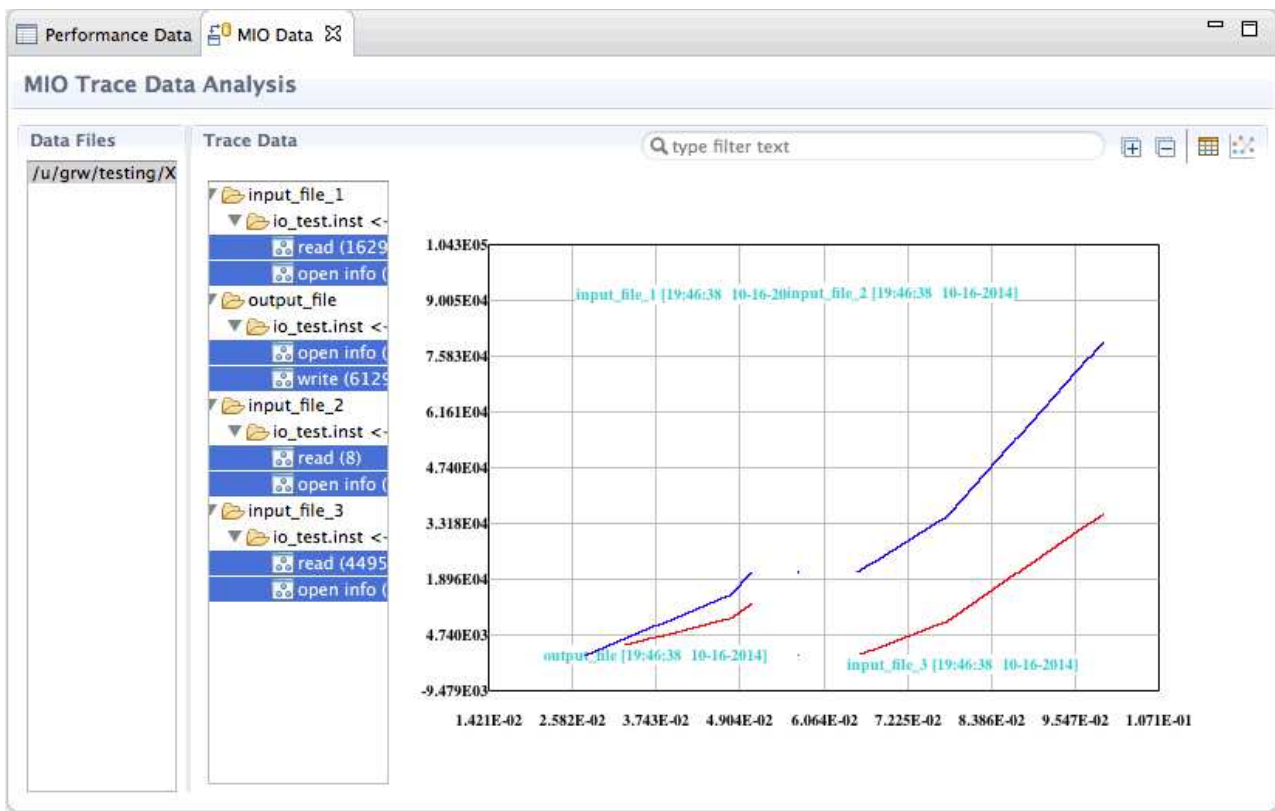 Performance Data
MIO Data
MIO Trace Data Analysis
Data Files
Trace Data
type filter text
/u/grw/testing/X
input_file_1
io_test.inst <-
read (1629
open info (
output_file
io_test.inst <-
open info (
write (6129
input_file_2
io_test.inst <-
read (8)
open info (
input_file_3
io_test.inst <-
read (4495
open info (
1.043E05
9.005E04
7.583E04
6.161E04
4.740E04
3.318E04
1.896E04
4.740E03
-9.479E03
input_file_1 [19:46:38 10-16-20
input_file_2 [19:46:38 10-16-2014]
output_file [19:46:38 10-16-2014]
input_file_3 [19:46:38 10-16-2014]
1.421E-02 2.582E-02 3.743E-02 4.904E-02 6.064E-02 7.225E-02 8.386E-02 9.547E-02 1.071E-01